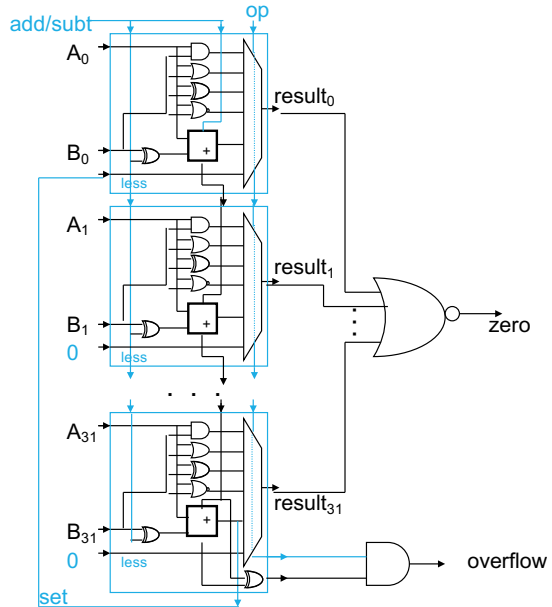 add/subt op
A0
result0
B0
+
less
A1
result1
B1
+
0
less
zero
. . .
A31
result31
B31
+
0
less
overflow
set